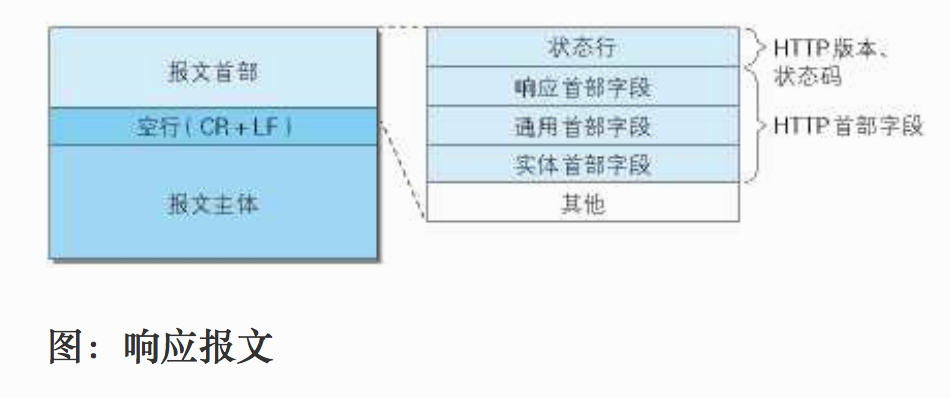 报文首部
空行(CR+LF)
报文主体
状态行
响应首部字段
通用首部字段
实体首部字段
其他
HTTP版本、
状态码
HTTP首部字段
图：响应报文